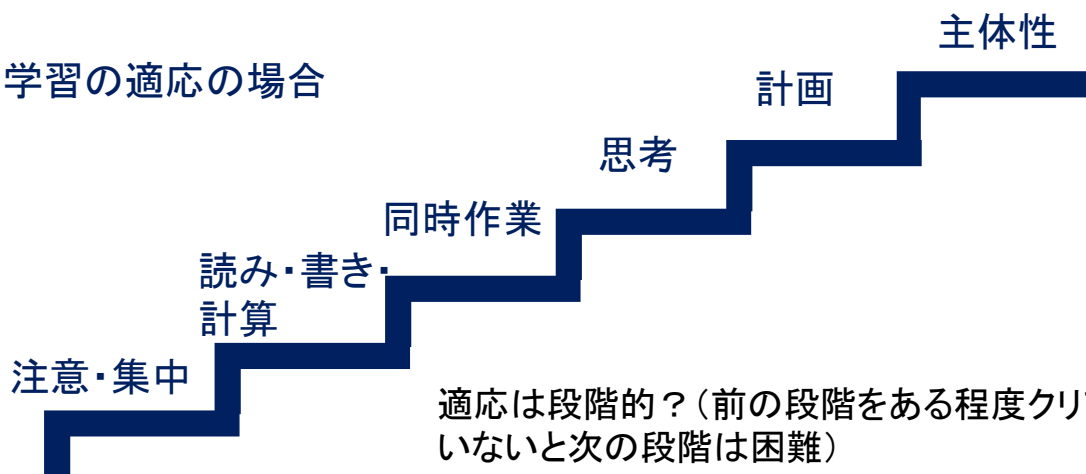 主体性
学習の適応の場合
計画
思考
同時作業
読み・書き・
計算
注意・集中
適応は段階的？（前の段階をある程度クリア
いないと次の段階は困難）